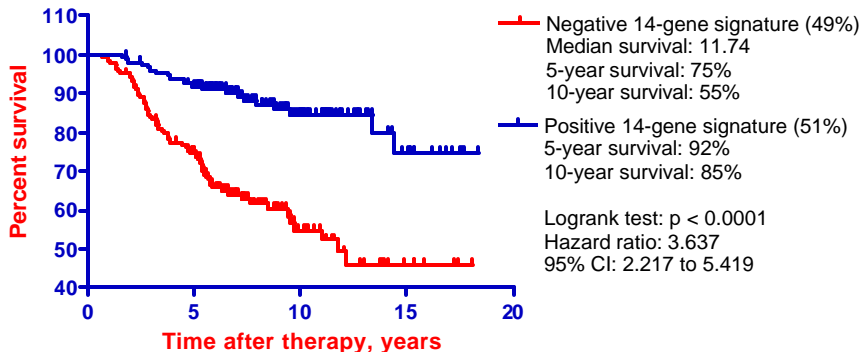 110
100
90
80
70
60
50
40
0
5
10
15
20
Percent survival
Time after therapy, years
Negative 14-gene signature (49%)
Median survival: 11.74
5-year survival: 75%
10-year survival: 55%
Positive 14-gene signature (51%)
5-year survival: 92%
10-year survival: 85%
Logrank test: p < 0.0001
Hazard ratio: 3.637
95% CI: 2.217 to 5.419